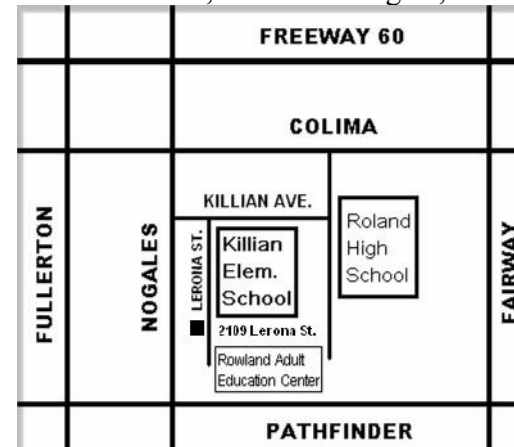 FREEWAY 60
COLIMA
KILLIAN AVE.
FULLERTON
NOGALES
LERONA ST.
Killian
Elem.
School
Roland
High
School
FAIRWAY
2109 Lerona St.
Rowland Adult
Education Center
PATHFINDER